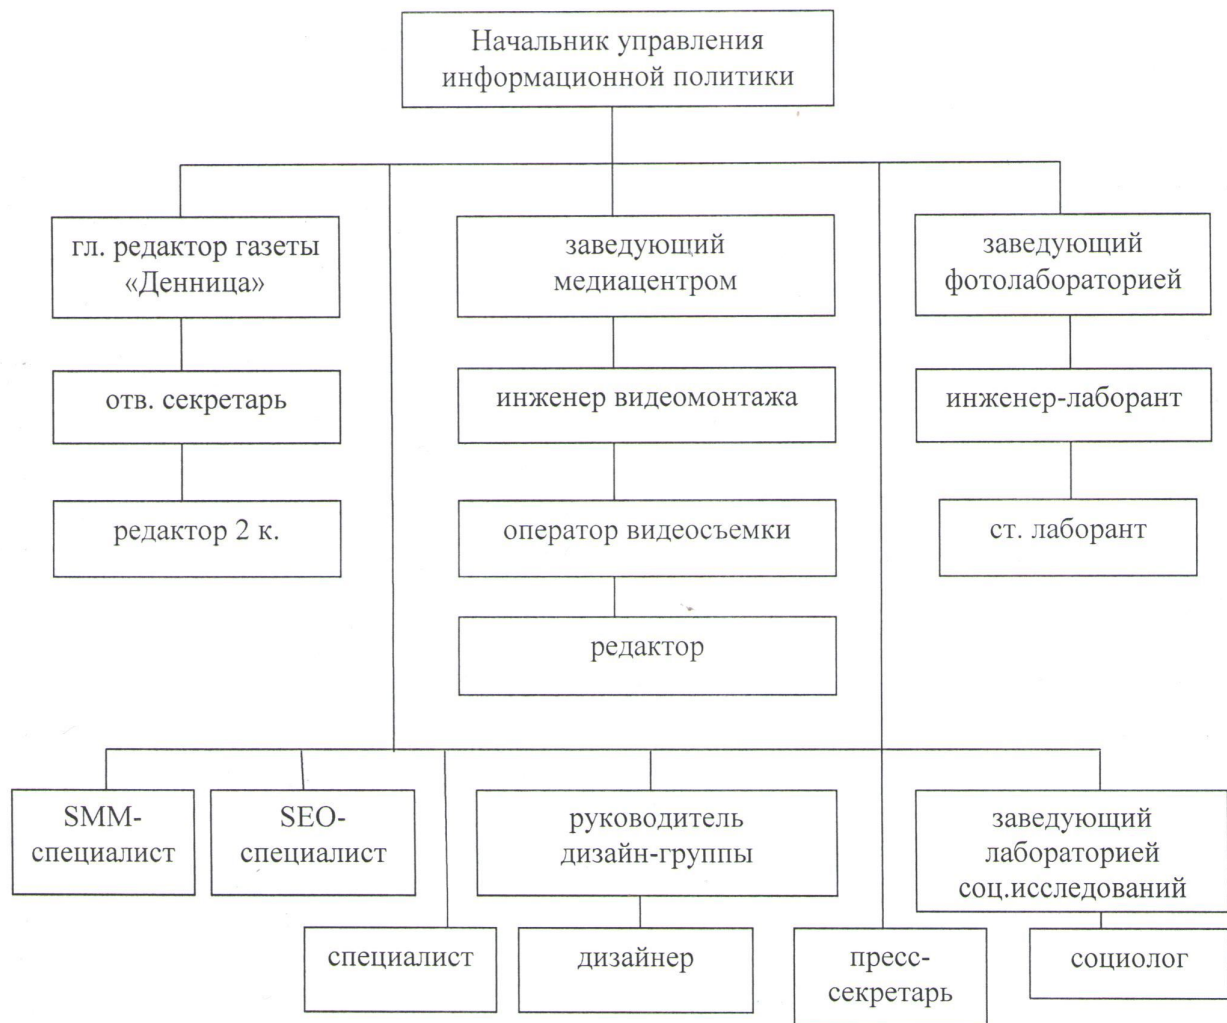 Начальник управления
информационной политики
гл. редактор газеты
«Денница»
заведующий
медиацентром
заведующий
фотолабораторией
отв. секретарь
инженер видеомонтажа
инженер-лаборант
редактор 2 к.
оператор видеосъемки
ст. лаборант
редактор
SMM-
специалист
SEO-
специалист
руководитель
дизайн-группы
заведующий
лабораторией
соц.исследований
специалист
дизайнер
пресс-
секретарь
социолог